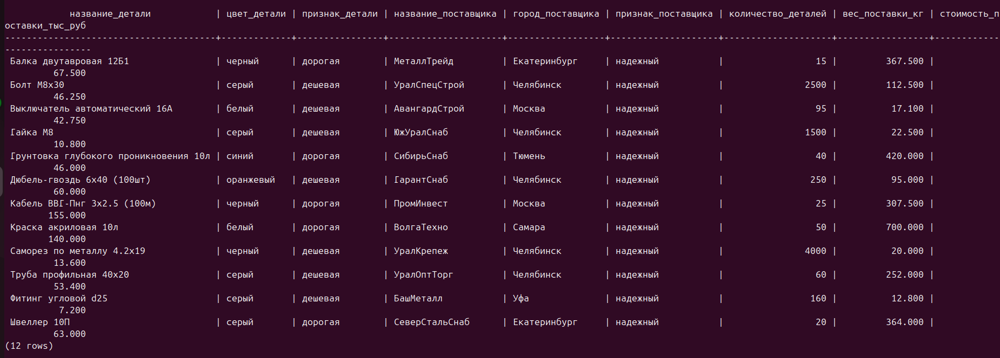 название_детали | цвет_детали | признак_детали | название_поставщика | город_поставщика | признак_поставщика | количество_деталей | вес_поставки_кг | стоимость_п
оставки_тыс_руб
---------------------------------------+-------------+----------------+---------------------+------------------+--------------------+--------------------+-----------------+------------
----------------
Балка двутавровая 12Б1 | черный | дорогая | МеталлТрейд | Екатеринбург | надежный | 15 | 367.500 |
67.500
Болт М8х30 | серый | дешевая | УралСпецСтрой | Челябинск | надежный | 2500 | 112.500 |
46.250
Выключатель автоматический 16А | белый | дешевая | АвангардСтрой | Москва | надежный | 95 | 17.100 |
42.750
Гайка М8 | серый | дешевая | ЮжУралСнаб | Челябинск | надежный | 1500 | 22.500 |
10.800
Грунтовка глубокого проникновения 10л | синий | дорогая | СибирьСнаб | Тюмень | надежный | 40 | 420.000 |
46.000
Дюбель-гвоздь 6х40 (100шт) | оранжевый | дешевая | ГарантСнаб | Челябинск | надежный | 250 | 95.000 |
60.000
Кабель ВВГ-Пнг 3х2.5 (100м) | черный | дорогая | ПромИнвест | Москва | надежный | 25 | 307.500 |
155.000
Краска акриловая 10л | белый | дорогая | ВолгаТехно | Самара | надежный | 50 | 700.000 |
140.000
Саморез по металлу 4.2х19 | черный | дешевая | УралКрепеж | Челябинск | надежный | 4000 | 20.000 |
13.600
Труба профильная 40х20 | серый | дешевая | УралОптТорг | Челябинск | надежный | 60 | 252.000 |
53.400
Фитинг угловой d25 | серый | дешевая | БашМеталл | Уфа | надежный | 160 | 12.800 |
7.200
Швеллер 10П | серый | дорогая | СеверСтальСнаб | Екатеринбург | надежный | 20 | 364.000 |
63.000
(12 rows)